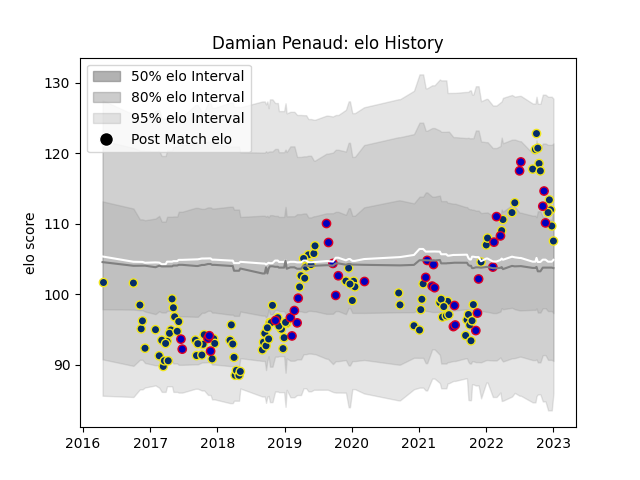 Damian Penaud: elo History
50% elo Interval
80% elo Interval
95% elo Interval
Post Match elo
elo score
130
120
110
100
90
2016 2017 2018 2019 2020 2021 2022 2023